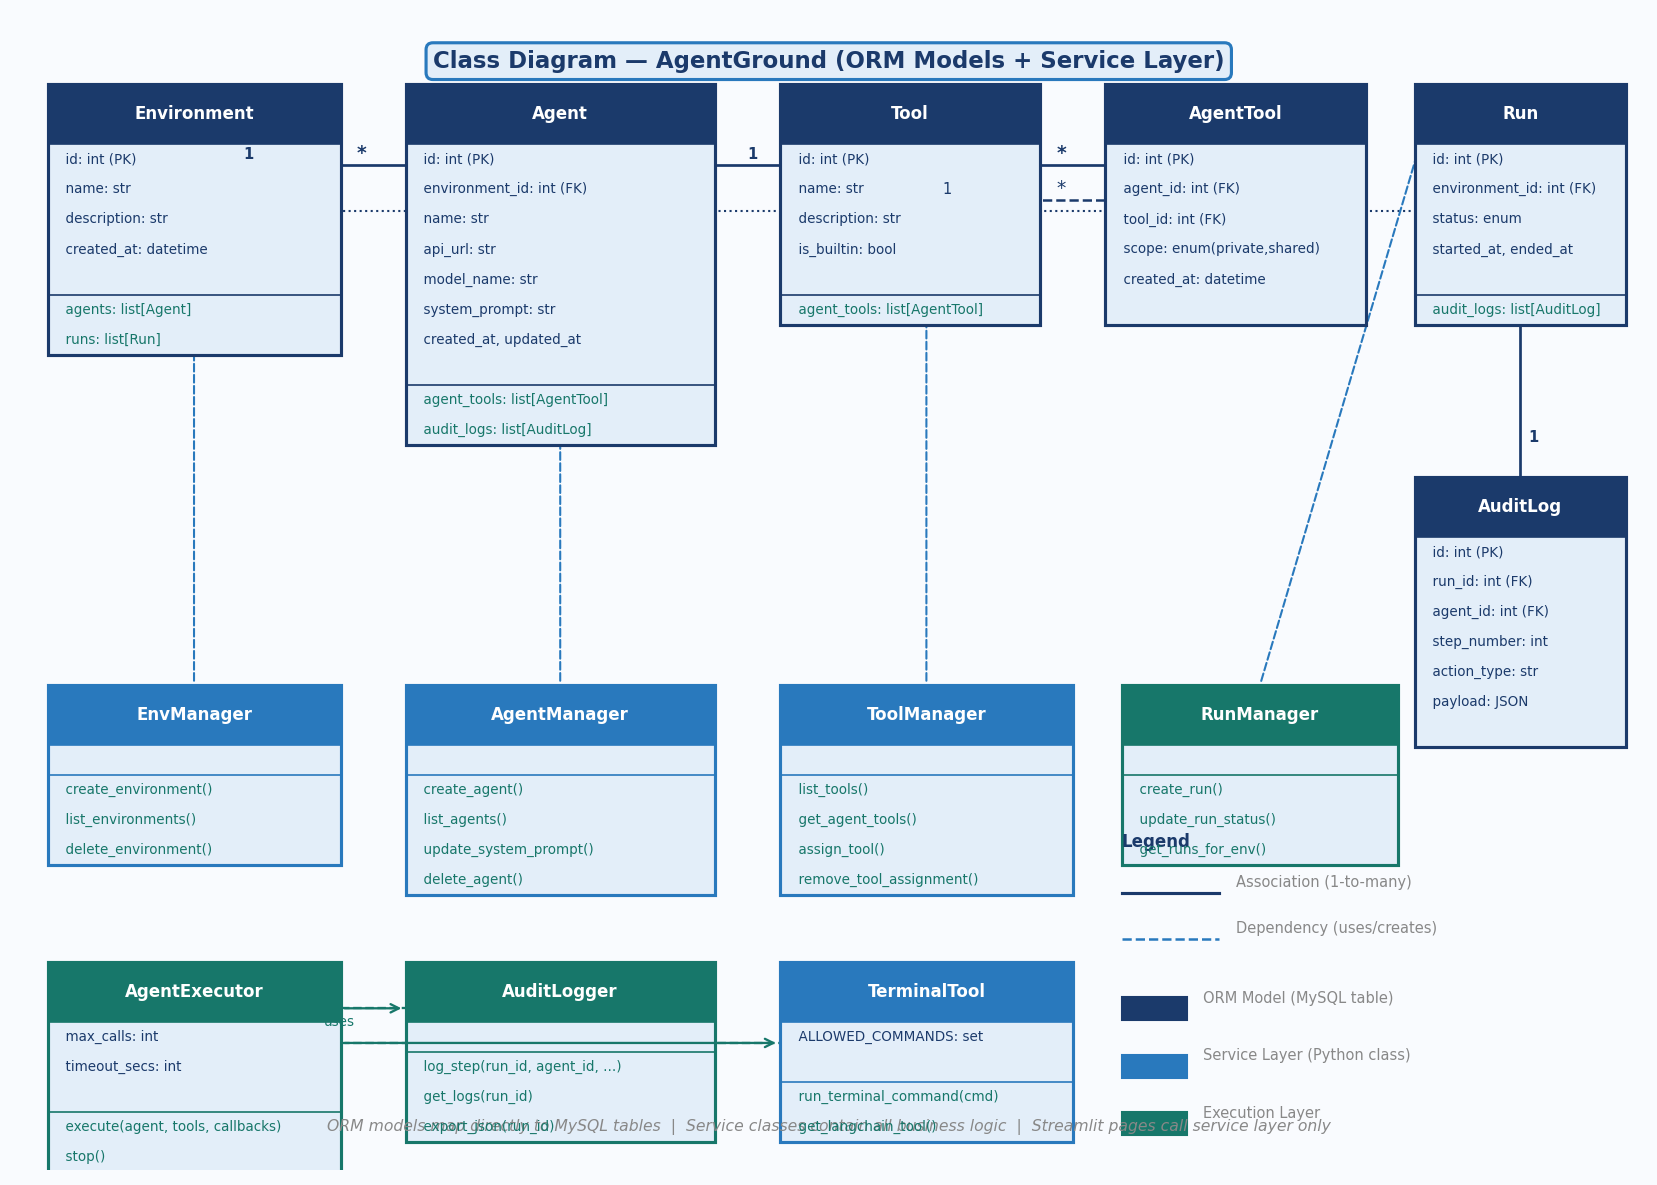 Class Diagram — AgentGround (ORM Models + Service Layer)
Environment
id: int (PK)
name: str
description: str
created_at: datetime
agents: list[Agent]
runs: list[Run]
1
*
Agent
id: int (PK)
environment_id: int (FK)
name: str
api_url: str
model_name: str
system_prompt: str
created_at, updated_at
agent_tools: list[AgentTool]
audit_logs: list[AuditLog]
1
Tool
id: int (PK)
name: str
description: str
is_builtin: bool
agent_tools: list[AgentTool]
1
*
*
AgentTool
id: int (PK)
agent_id: int (FK)
tool_id: int (FK)
scope: enum(private,shared)
created_at: datetime
Run
id: int (PK)
environment_id: int (FK)
status: enum
started_at, ended_at
audit_logs: list[AuditLog]
1
AuditLog
id: int (PK)
run_id: int (FK)
agent_id: int (FK)
step_number: int
action_type: str
payload: JSON
EnvManager
create_environment()
list_environments()
delete_environment()
AgentManager
create_agent()
list_agents()
update_system_prompt()
delete_agent()
ToolManager
list_tools()
get_agent_tools()
assign_tool()
remove_tool_assignment()
RunManager
create_run()
update_run_status()
get_runs_for_env()
Legend
Association (1-to-many)
Dependency (uses/creates)
ORM Model (MySQL table)
Service Layer (Python class)
Execution Layer
AgentExecutor
max_calls: int
timeout_secs: int
execute(agent, tools, callbacks)
stop()
uses
AuditLogger
log_step(run_id, agent_id, ...)
get_logs(run_id)
export_json(run_id)
TerminalTool
ALLOWED_COMMANDS: set
run_terminal_command(cmd)
get_langchain_tool()
ORM models map directly to MySQL tables | Service classes contain all business logic | Streamlit pages call service layer only